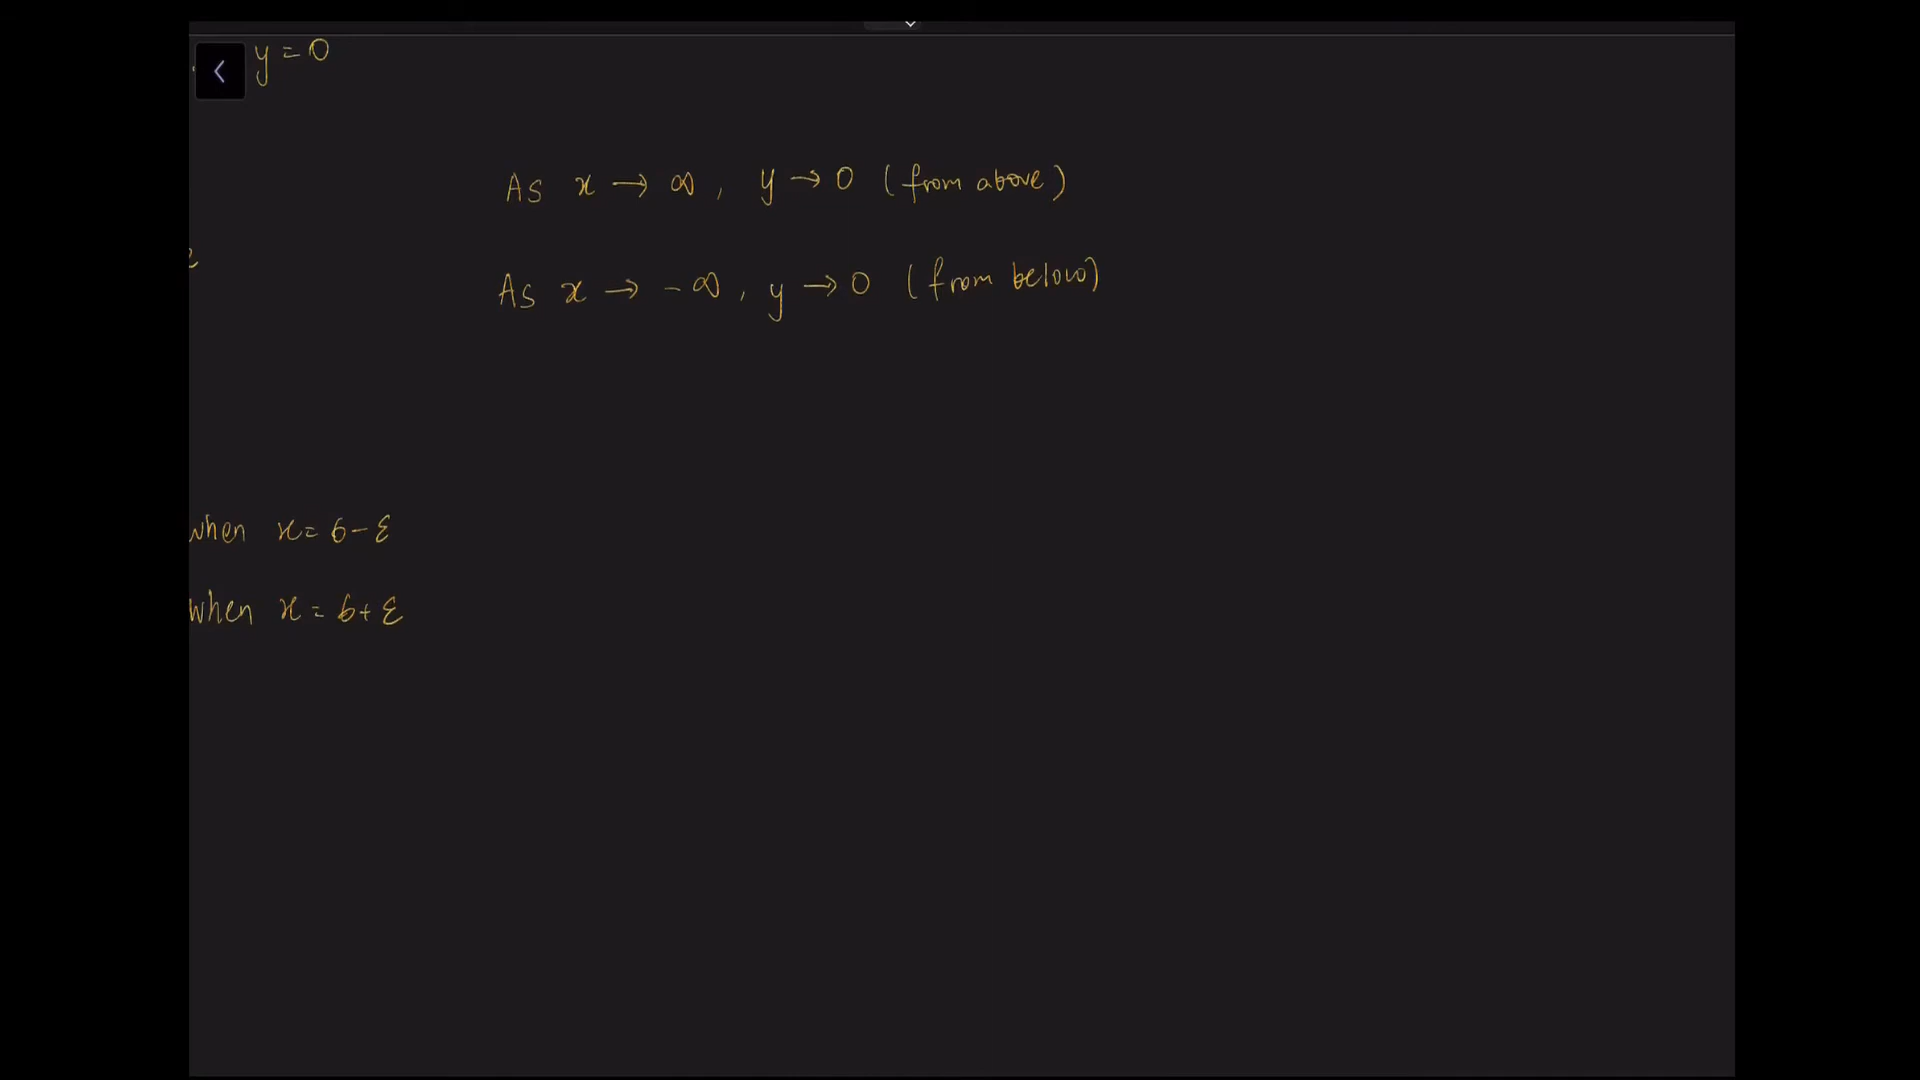 y = 0
As x → ∞, y → 0 (from above)
As x → -∞, y → 0 (from below)
when x = 6 - ε
when x = 6 + ε